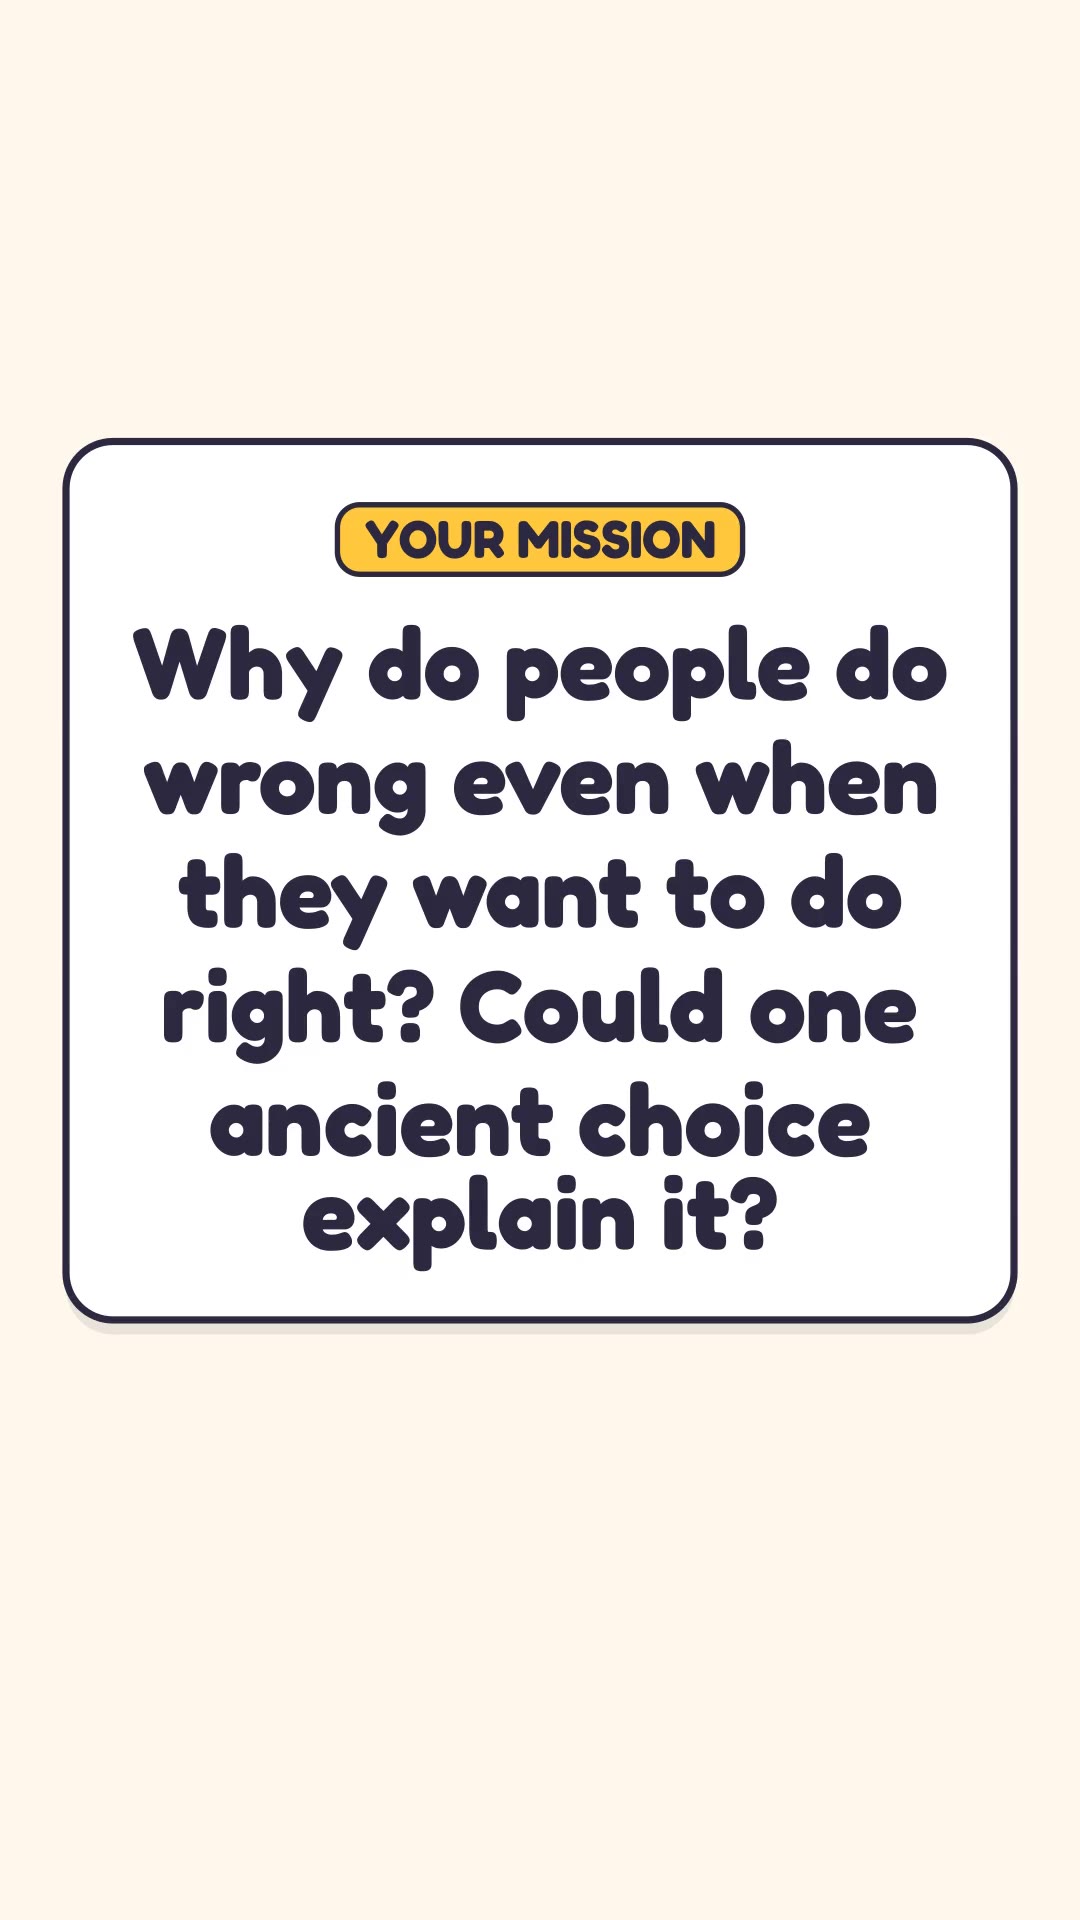 YOUR MISSION
Why do people do
wrong even when
they want to do
right? Could one
ancient choice
explain it?